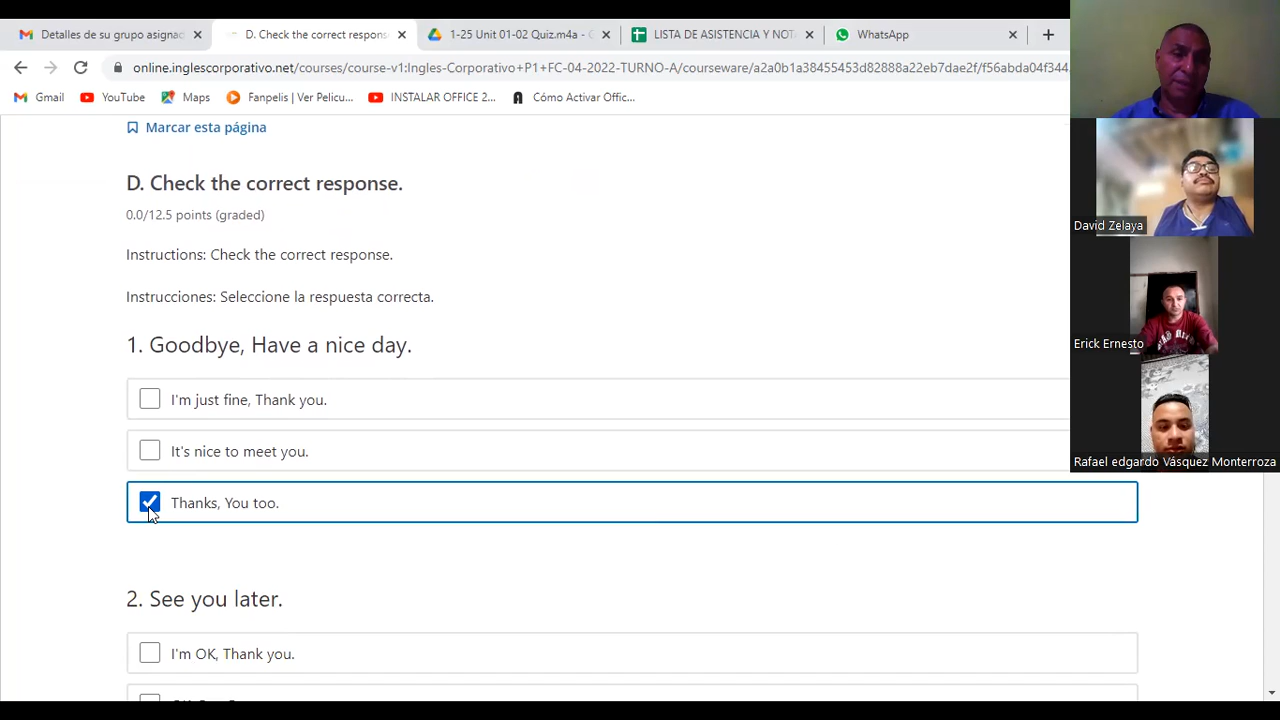 Detalles de su grupo asignac
D. Check the correct respons
1-25 Unit 01-02 Quiz.m4a - G
LISTA DE ASISTENCIA Y NOT
WhatsApp
online.inglescorporativo.net/courses/course-v1:Ingles-Corporativo+P1+FC-04-2022-TURNO-A/courseware/a2a0b1a38455453d82888a22eb7dae2f/f56abda04f344
Gmail
YouTube
Maps
Fanpelis | Ver Pelicu...
INSTALAR OFFICE 2...
Cómo Activar Offic...
Marcar esta página
D. Check the correct response.
0.0/12.5 points (graded)
Instructions: Check the correct response.
Instrucciones: Seleccione la respuesta correcta.
1. Goodbye, Have a nice day.
I'm just fine, Thank you.
It's nice to meet you.
Thanks, You too.
2. See you later.
I'm OK, Thank you.
David Zelaya
Erick Ernesto
Rafael edgardo Vásquez Monterroza